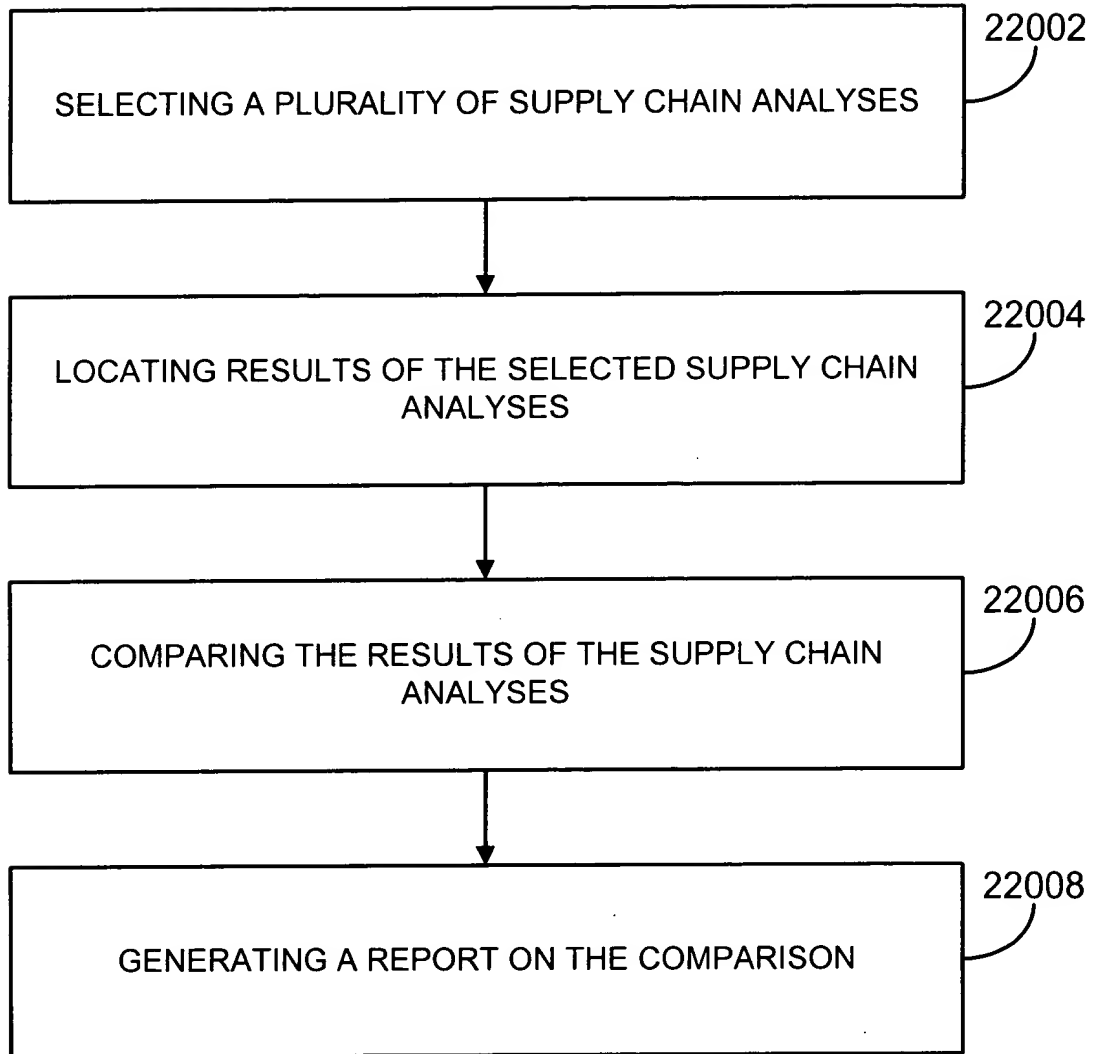 22002
SELECTING A PLURALITY OF SUPPLY CHAIN ANALYSES
22004
LOCATING RESULTS OF THE SELECTED SUPPLY CHAIN
ANALYSES
22006
COMPARING THE RESULTS OF THE SUPPLY CHAIN
ANALYSES
22008
GENERATING A REPORT ON THE COMPARISON